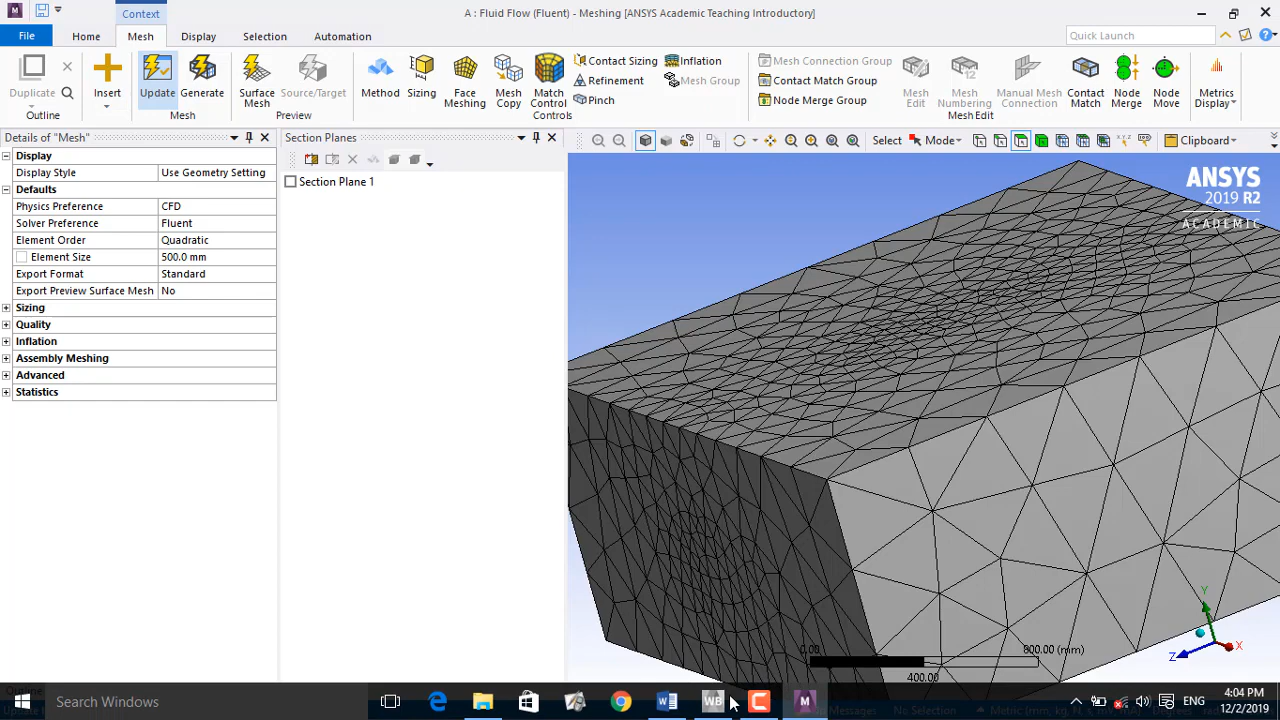 Context
A : Fluid Flow (Fluent) - Meshing [ANSYS Academic Teaching Introductory]
File
Home
Mesh
Display
Selection
Automation
Quick Launch
Duplicate
Outline
Insert
Update
Generate
Mesh
Surface Mesh
Source/Target
Preview
Method
Sizing
Face Meshing
Mesh Copy
Match Control
Contact Sizing
Refinement
Pinch
Inflation
Mesh Group
Controls
Mesh Connection Group
Contact Match Group
Node Merge Group
Mesh Edit
Mesh Numbering
Manual Mesh Connection
Contact Match
Node Merge
Node Move
Mesh Edit
Metrics Display
Details of "Mesh"
Section Planes
Select
Mode
Clipboard
Display
Display Style Use Geometry Setting
Defaults
Physics Preference CFD
Solver Preference Fluent
Element Order Quadratic
Element Size 500.0 mm
Export Format Standard
Export Preview Surface Mesh No
Sizing
Quality
Inflation
Assembly Meshing
Advanced
Statistics
Section Plane 1
ANSYS
2019 R2
ACADEMIC
Y
X
Z
0.00
800.00 (mm)
400.00
Search Windows
WB
M
ENG
4:04 PM
12/2/2019
Messages
No Selection